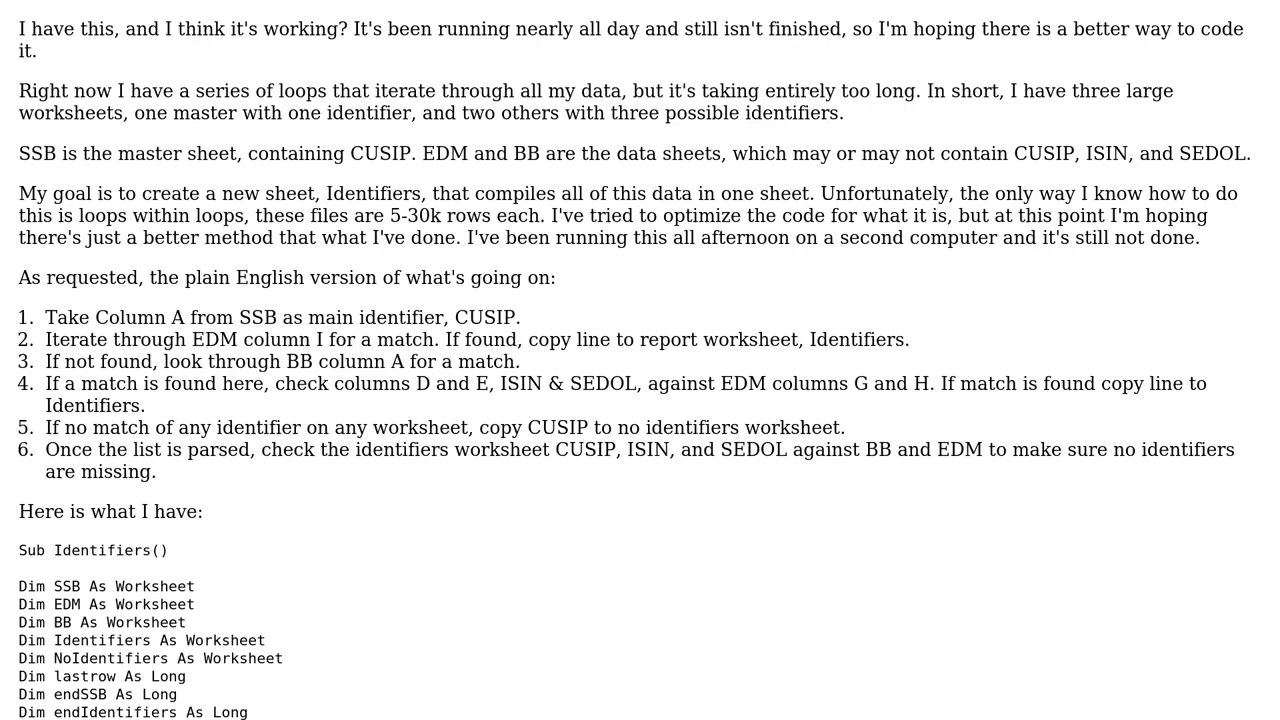 I have this, and I think it's working? It's been running nearly all day and still isn't finished, so I'm hoping there is a better way to code
it.
Right now I have a series of loops that iterate through all my data, but it's taking entirely too long. In short, I have three large
worksheets, one master with one identifier, and two others with three possible identifiers.
SSB is the master sheet, containing CUSIP. EDM and BB are the data sheets, which may or may not contain CUSIP, ISIN, and SEDOL.
My goal is to create a new sheet, Identifiers, that compiles all of this data in one sheet. Unfortunately, the only way I know how to do
this is loops within loops, these files are 5-30k rows each. I've tried to optimize the code for what it is, but at this point I'm hoping
there's just a better method that what I've done. I've been running this all afternoon on a second computer and it's still not done.
As requested, the plain English version of what's going on:
1. Take Column A from SSB as main identifier, CUSIP.
2. Iterate through EDM column I for a match. If found, copy line to report worksheet, Identifiers.
3. If not found, look through BB column A for a match.
4. If a match is found here, check columns D and E, ISIN & SEDOL, against EDM columns G and H. If match is found copy line to
Identifiers.
5. If no match of any identifier on any worksheet, copy CUSIP to no identifiers worksheet.
6. Once the list is parsed, check the identifiers worksheet CUSIP, ISIN, and SEDOL against BB and EDM to make sure no identifiers
are missing.
Here is what I have:
Sub Identifiers()
Dim SSB As Worksheet
Dim EDM As Worksheet
Dim BB As Worksheet
Dim Identifiers As Worksheet
Dim NoIdentifiers As Worksheet
Dim lastrow As Long
Dim endSSB As Long
Dim endIdentifiers As Long